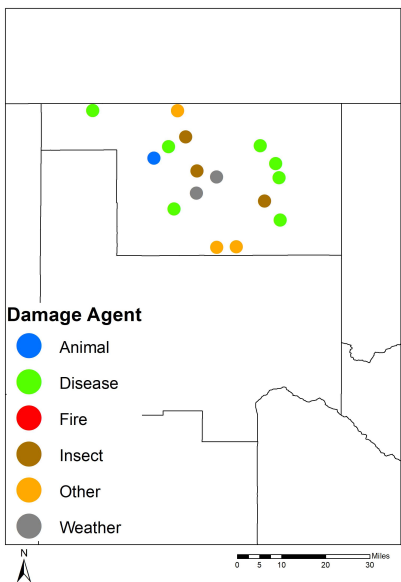 Damage Agent
Animal
Disease
Fire
Insect
Other
Weather
N
Miles
0 5 10 20 30